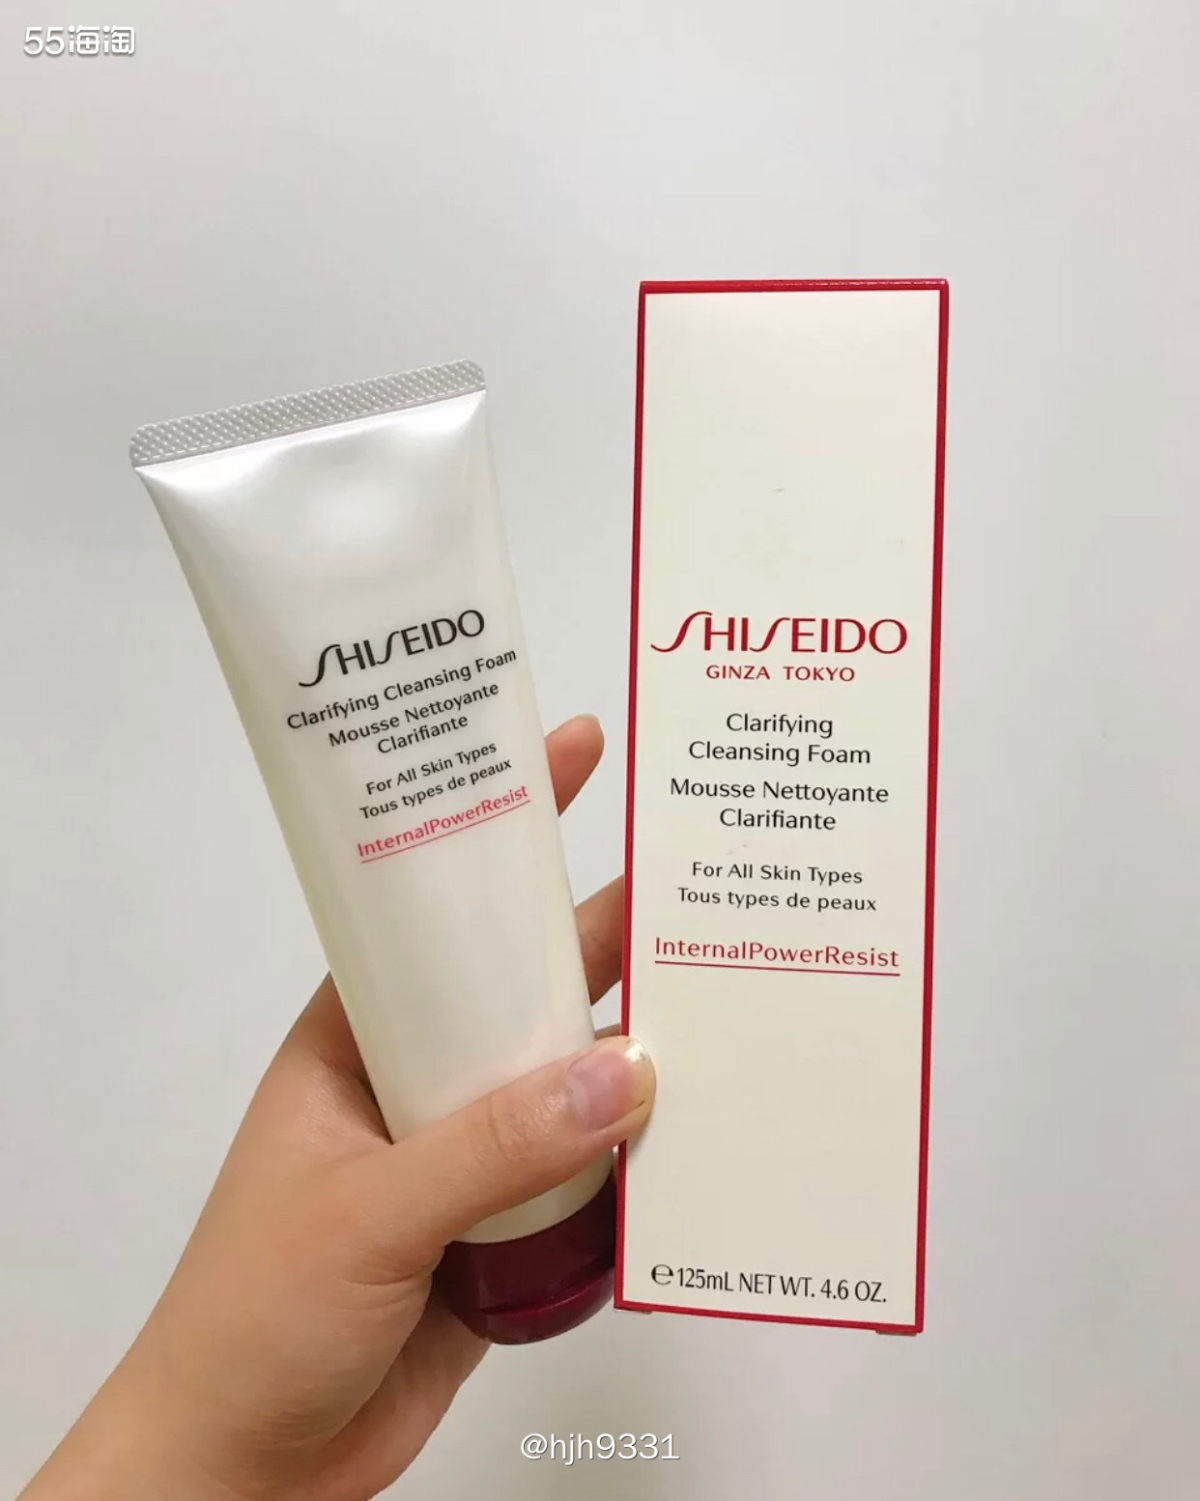 55海淘
SHISEIDO
Clarifying Cleansing Foam
Mousse Nettoyante
Clarifiante
For All Skin Types
Tous types de peaux
InternalPowerResist
SHISEIDO
GINZA TOKYO
Clarifying
Cleansing Foam
Mousse Nettoyante
Clarifiante
For All Skin Types
Tous types de peaux
InternalPowerResist
℮125mL NET WT. 4.6 OZ.
@hjh9331